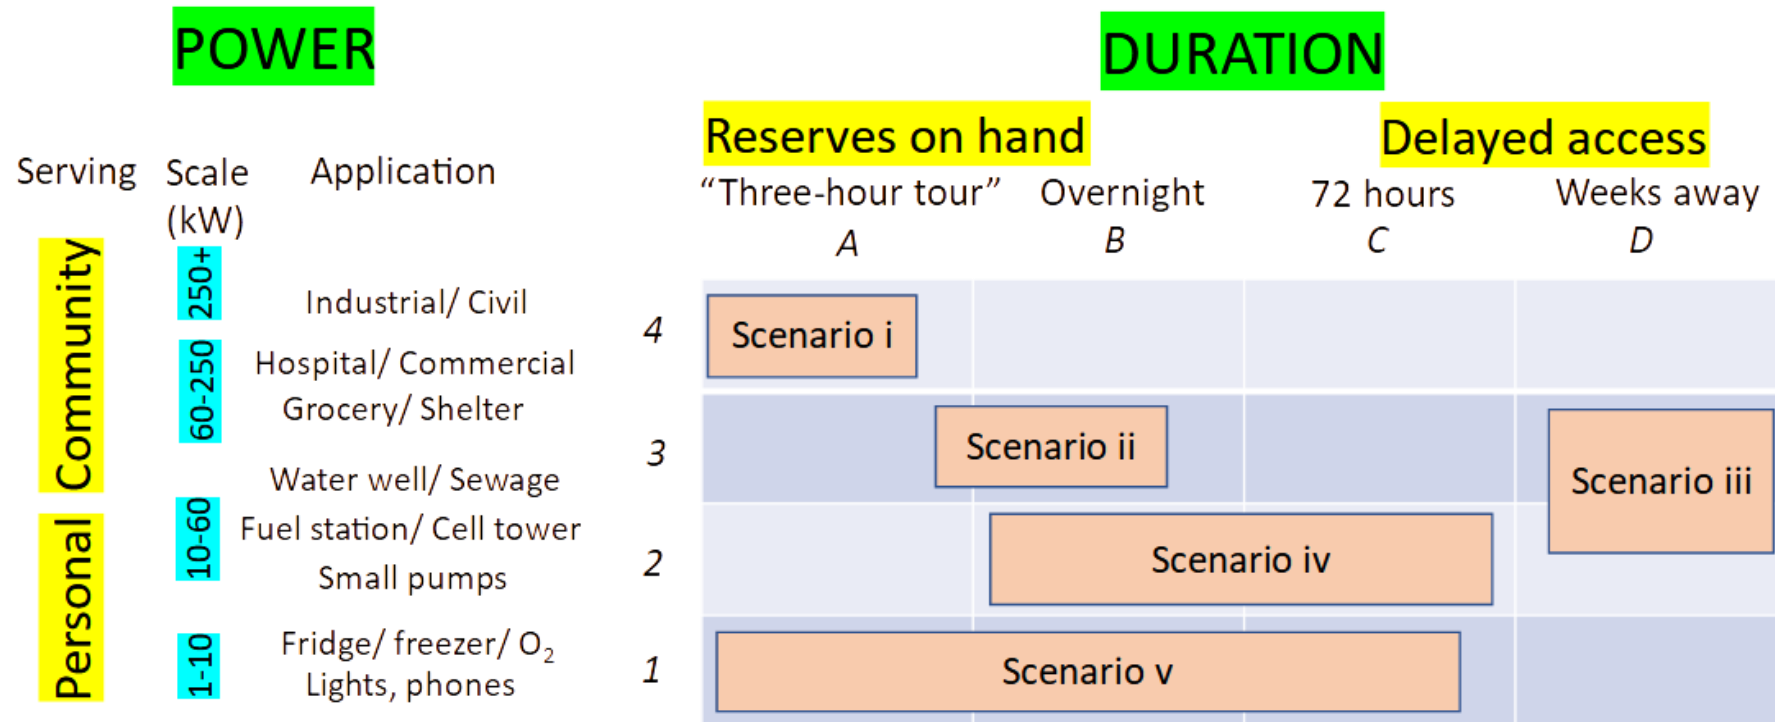 POWER
DURATION
Reserves on hand
Delayed access
Serving
Scale
(kW)
Application
“Three-hour tour”
Overnight
72 hours
Weeks away
A
B
C
D
Community
250+
Industrial/ Civil
4
Scenario i
60-250
Hospital/ Commercial
Grocery/ Shelter
3
Scenario ii
Scenario iii
Water well/ Sewage
Personal
10-60
Fuel station/ Cell tower
Small pumps
2
Scenario iv
1-10
Fridge/ freezer/ O₂
Lights, phones
1
Scenario v